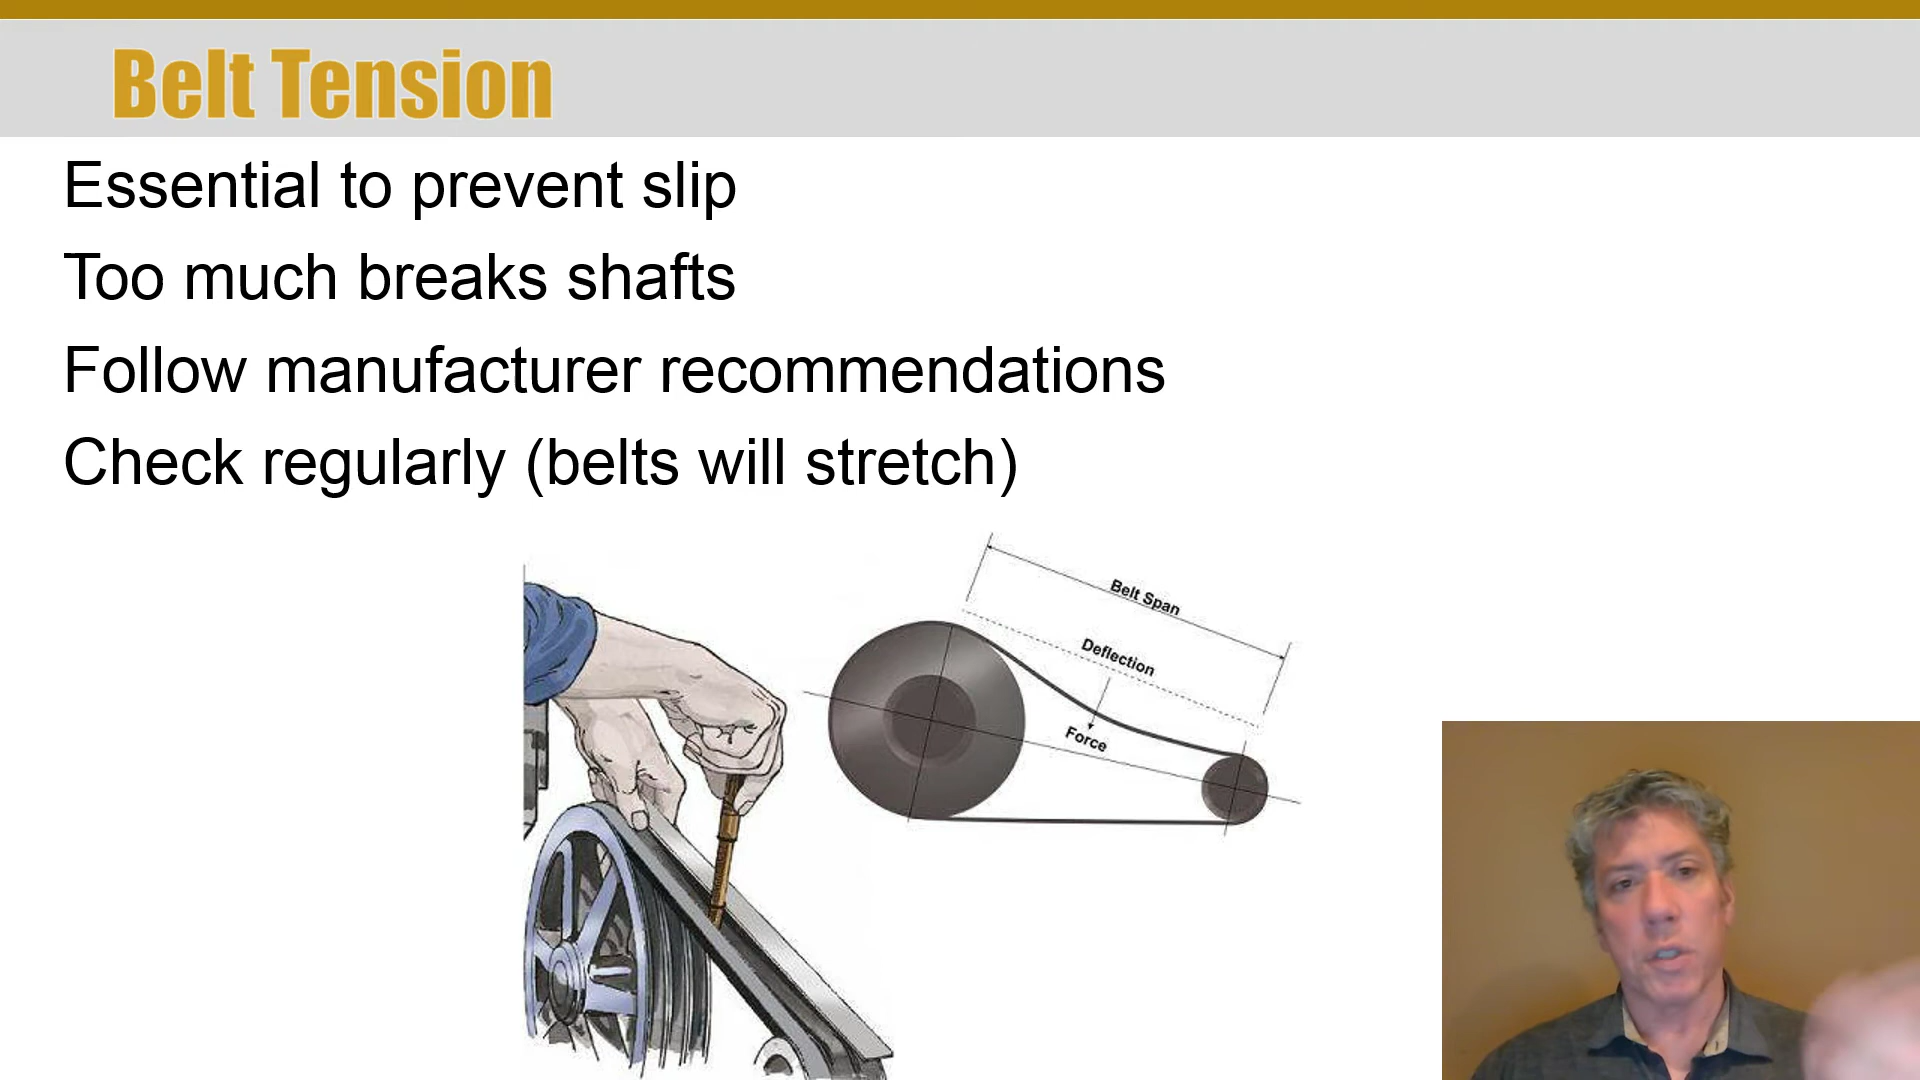 Belt Tension
Essential to prevent slip
Too much breaks shafts
Follow manufacturer recommendations
Check regularly (belts will stretch)
Belt Span
Deflection
Force